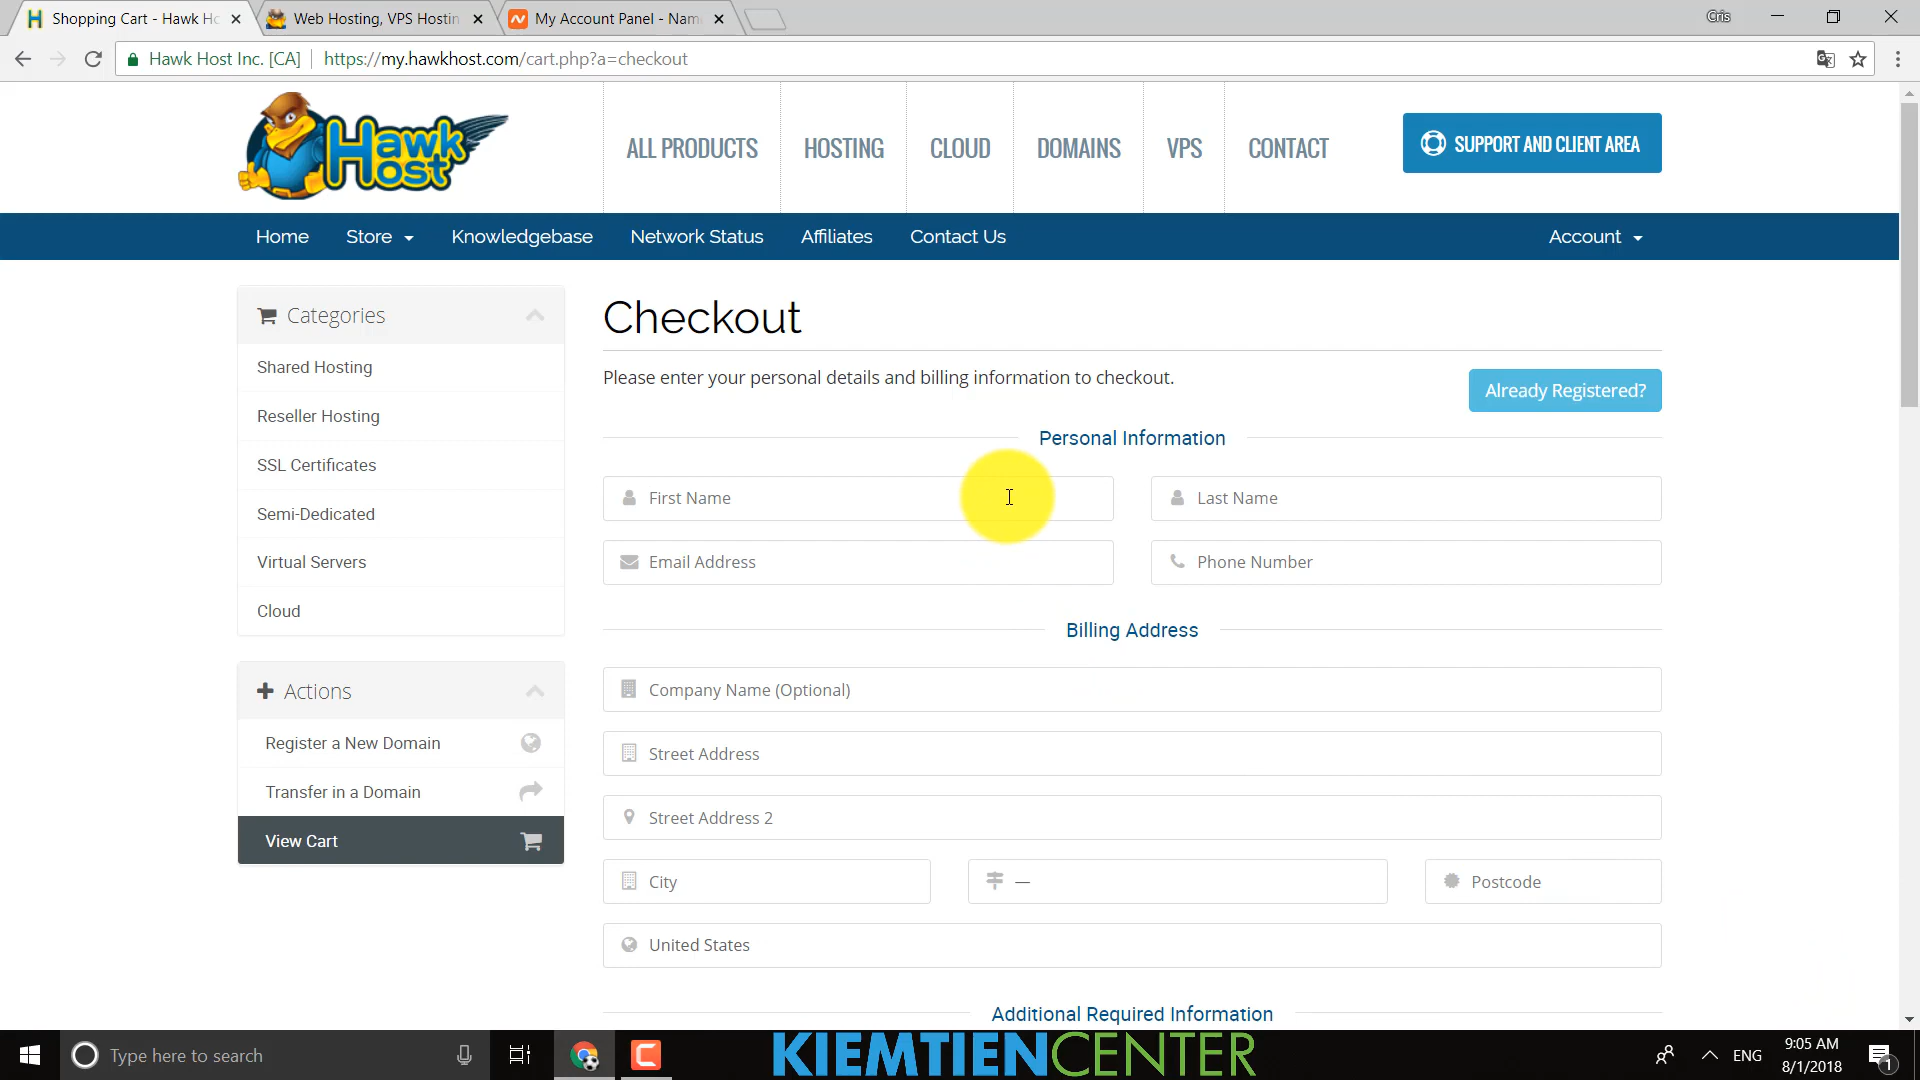 Shopping Cart - Hawk Ho
Web Hosting, VPS Hostin
My Account Panel - Nam
Cris
Hawk Host Inc. [CA]
https://my.hawkhost.com/cart.php?a=checkout
Hawk
Host
ALL PRODUCTS
HOSTING
CLOUD
DOMAINS
VPS
CONTACT
SUPPORT AND CLIENT AREA
Home
Store
Knowledgebase
Network Status
Affiliates
Contact Us
Account
Categories
Shared Hosting
Reseller Hosting
SSL Certificates
Semi-Dedicated
Virtual Servers
Cloud
Actions
Register a New Domain
Transfer in a Domain
View Cart
Checkout
Please enter your personal details and billing information to checkout.
Already Registered?
Personal Information
First Name
Last Name
Email Address
Phone Number
Billing Address
Company Name (Optional)
Street Address
Street Address 2
City
—
Postcode
United States
Additional Required Information
Type here to search
KIEMTIENCENTER
ENG
9:05 AM
8/1/2018
1